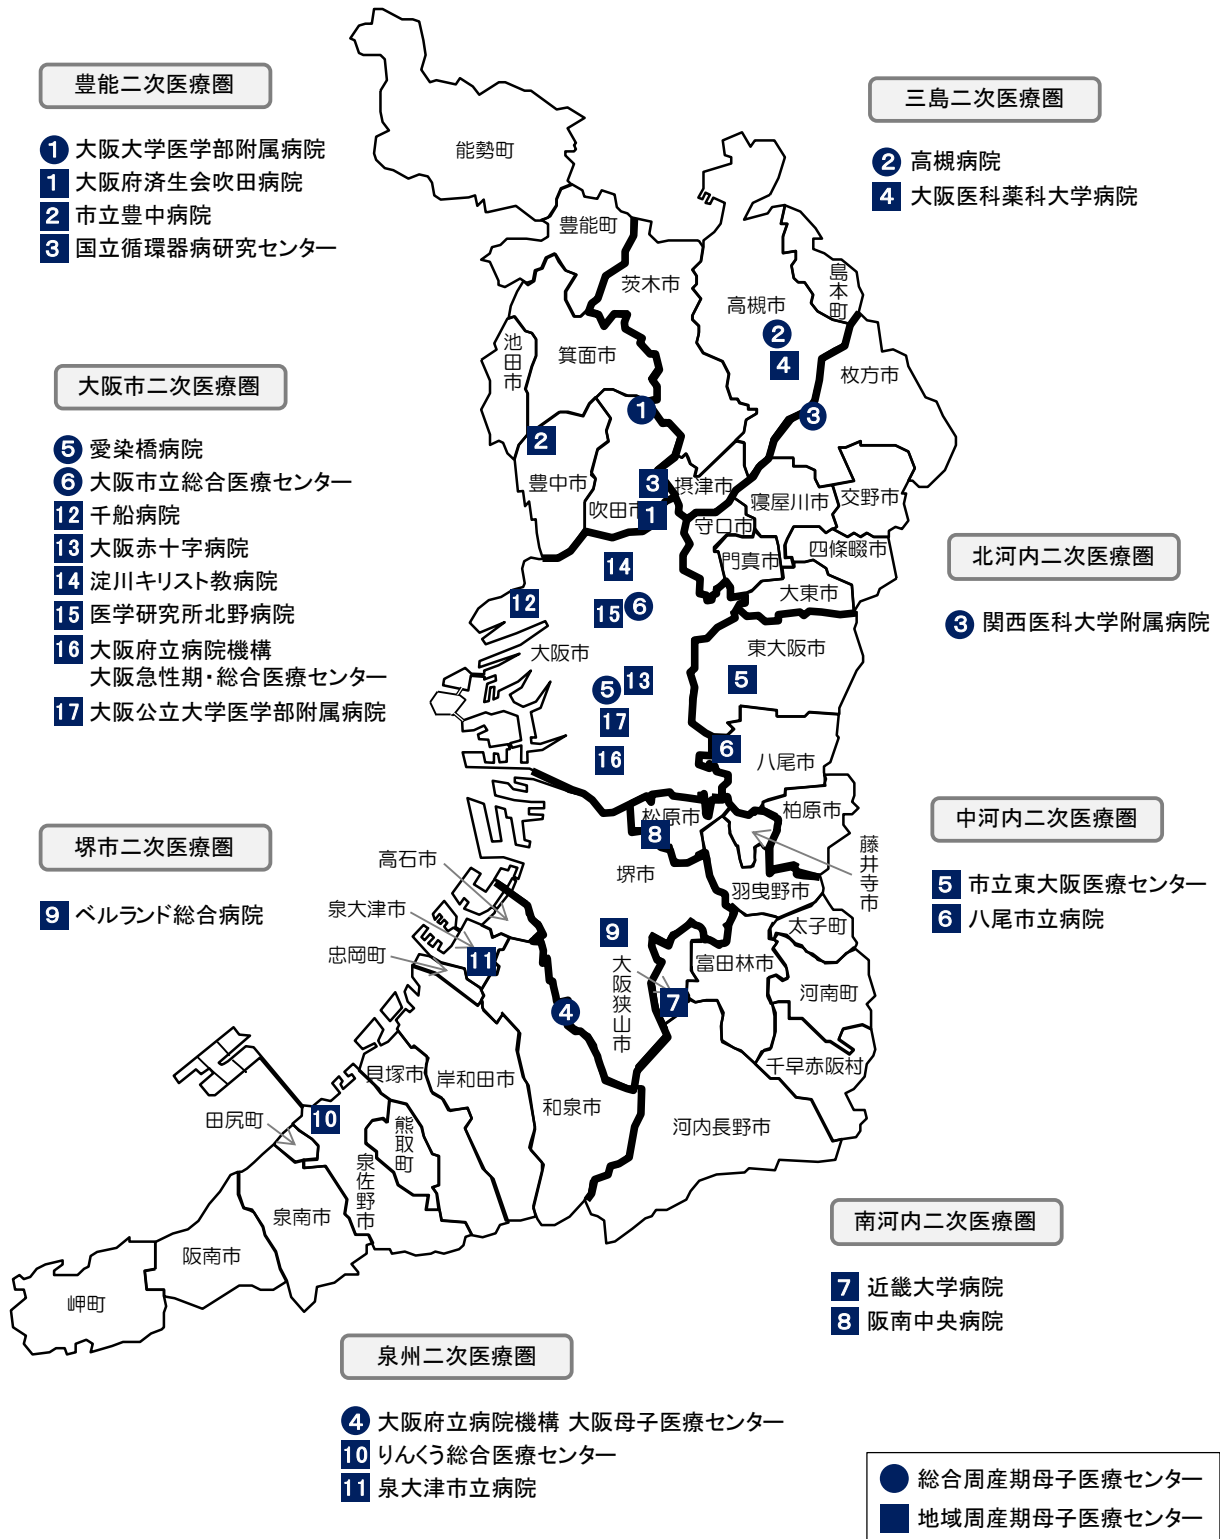 豊能二次医療圏
1 大阪大学医学部附属病院
1 大阪府済生会吹田病院
2 市立豊中病院
3 国立循環器病研究センター
三島二次医療圏
2 高槻病院
4 大阪医科薬科大学病院
大阪市二次医療圏
5 愛染橋病院
6 大阪市立総合医療センター
12 千船病院
13 大阪赤十字病院
14 淀川キリスト教病院
15 医学研究所北野病院
16 大阪府立病院機構
大阪急性期・総合医療センター
17 大阪公立大学医学部附属病院
北河内二次医療圏
3 関西医科大学附属病院
堺市二次医療圏
9 ベルランド総合病院
中河内二次医療圏
5 市立東大阪医療センター
6 八尾市立病院
南河内二次医療圏
7 近畿大学病院
8 阪南中央病院
泉州二次医療圏
4 大阪府立病院機構 大阪母子医療センター
10 りんくう総合医療センター
11 泉大津市立病院
総合周産期母子医療センター
地域周産期母子医療センター
能勢町
豊能町
茨木市
島本町
高槻市
2
4
池田市
箕面市
枚方市
1
3
2
豊中市
3
摂津市
吹田市
1
寝屋川市
交野市
守口市
門真市
四條畷市
14
大東市
12
15
6
大阪市
東大阪市
13
5
5
17
6
16
八尾市
松原市
8
柏原市
藤井寺市
高石市
堺市
羽曳野市
泉大津市
太子町
9
忠岡町
11
富田林市
大阪狭山市
河南町
7
4
千早赤阪村
貝塚市
岸和田市
和泉市
10
田尻町
熊取町
河内長野市
泉佐野市
泉南市
阪南市
岬町